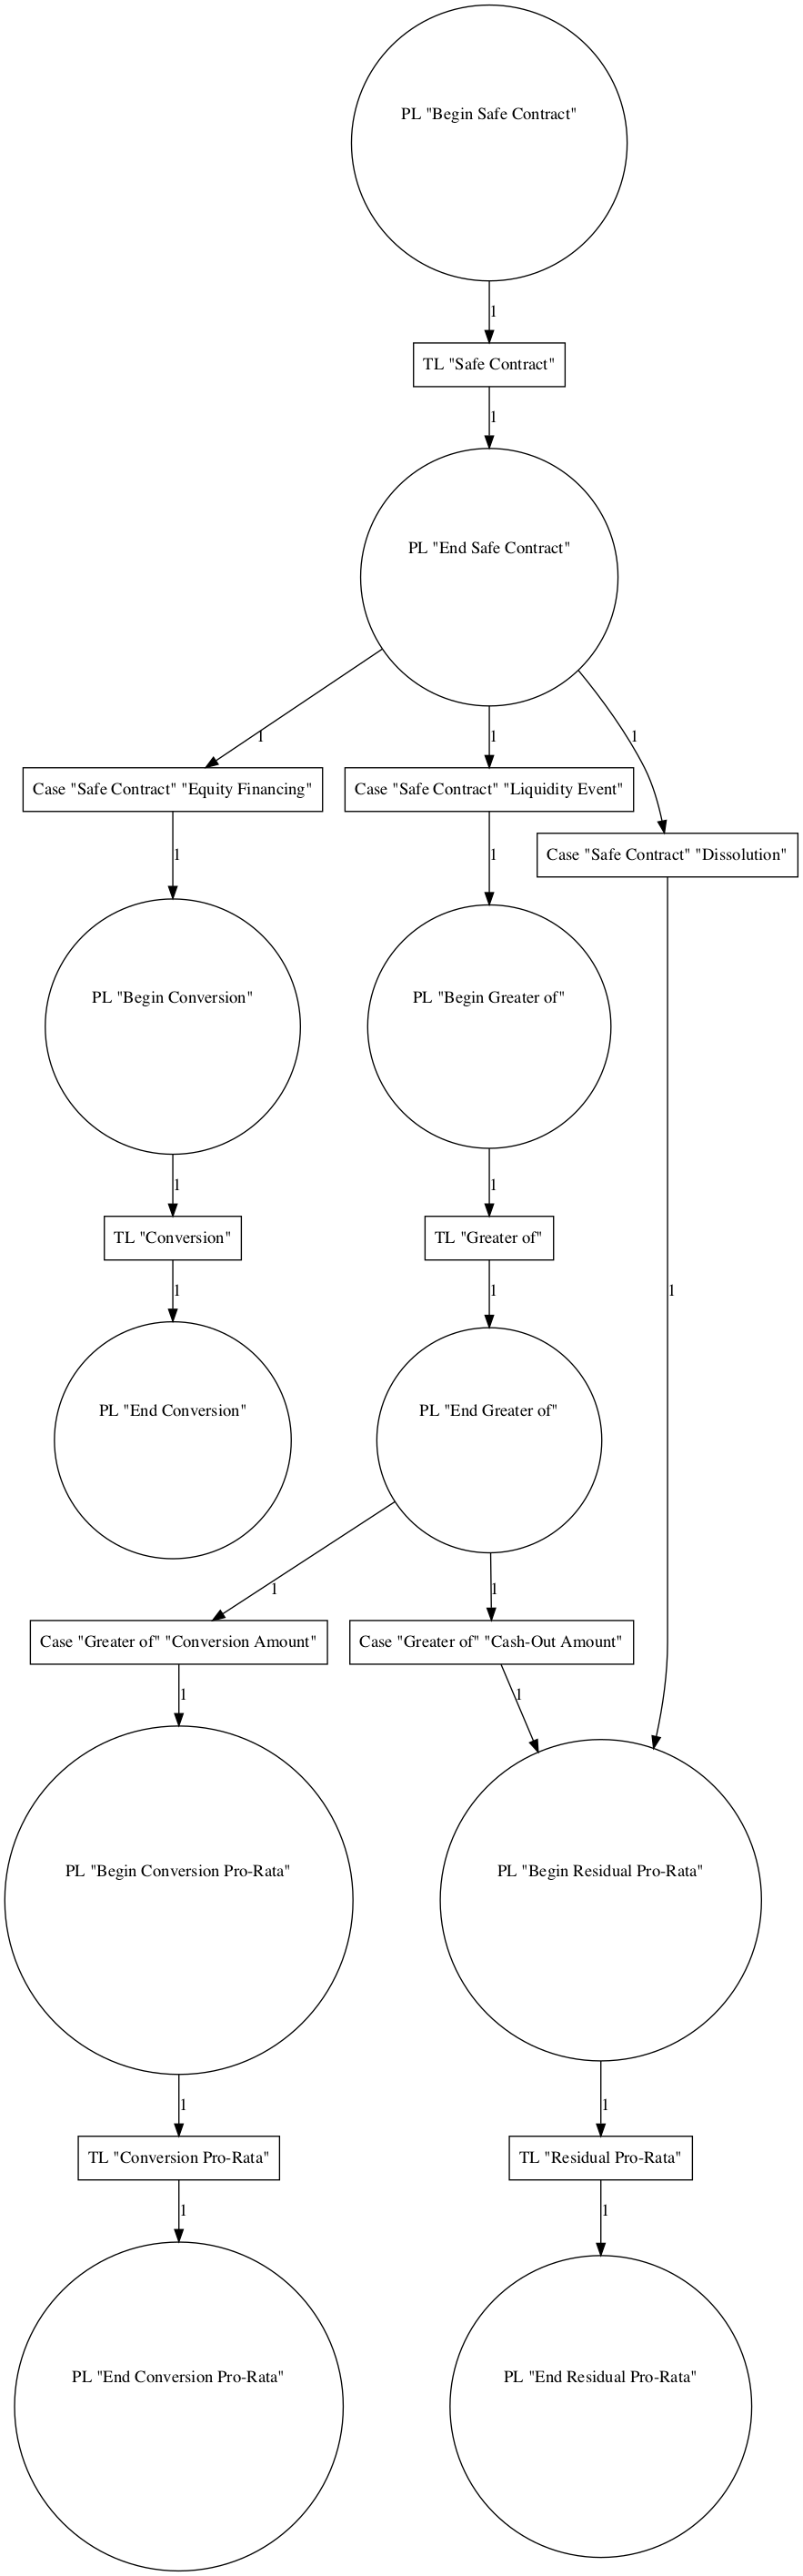 PL "Begin Safe Contract"
1
TL "Safe Contract"
1
PL "End Safe Contract"
1
1
1
Case "Safe Contract" "Equity Financing"
Case "Safe Contract" "Liquidity Event"
Case "Safe Contract" "Dissolution"
1
1
PL "Begin Conversion"
PL "Begin Greater of"
1
1
TL "Conversion"
TL "Greater of"
1
1
1
PL "End Conversion"
PL "End Greater of"
1
1
Case "Greater of" "Conversion Amount"
Case "Greater of" "Cash-Out Amount"
1
1
PL "Begin Conversion Pro-Rata"
PL "Begin Residual Pro-Rata"
1
1
TL "Conversion Pro-Rata"
TL "Residual Pro-Rata"
1
1
PL "End Conversion Pro-Rata"
PL "End Residual Pro-Rata"